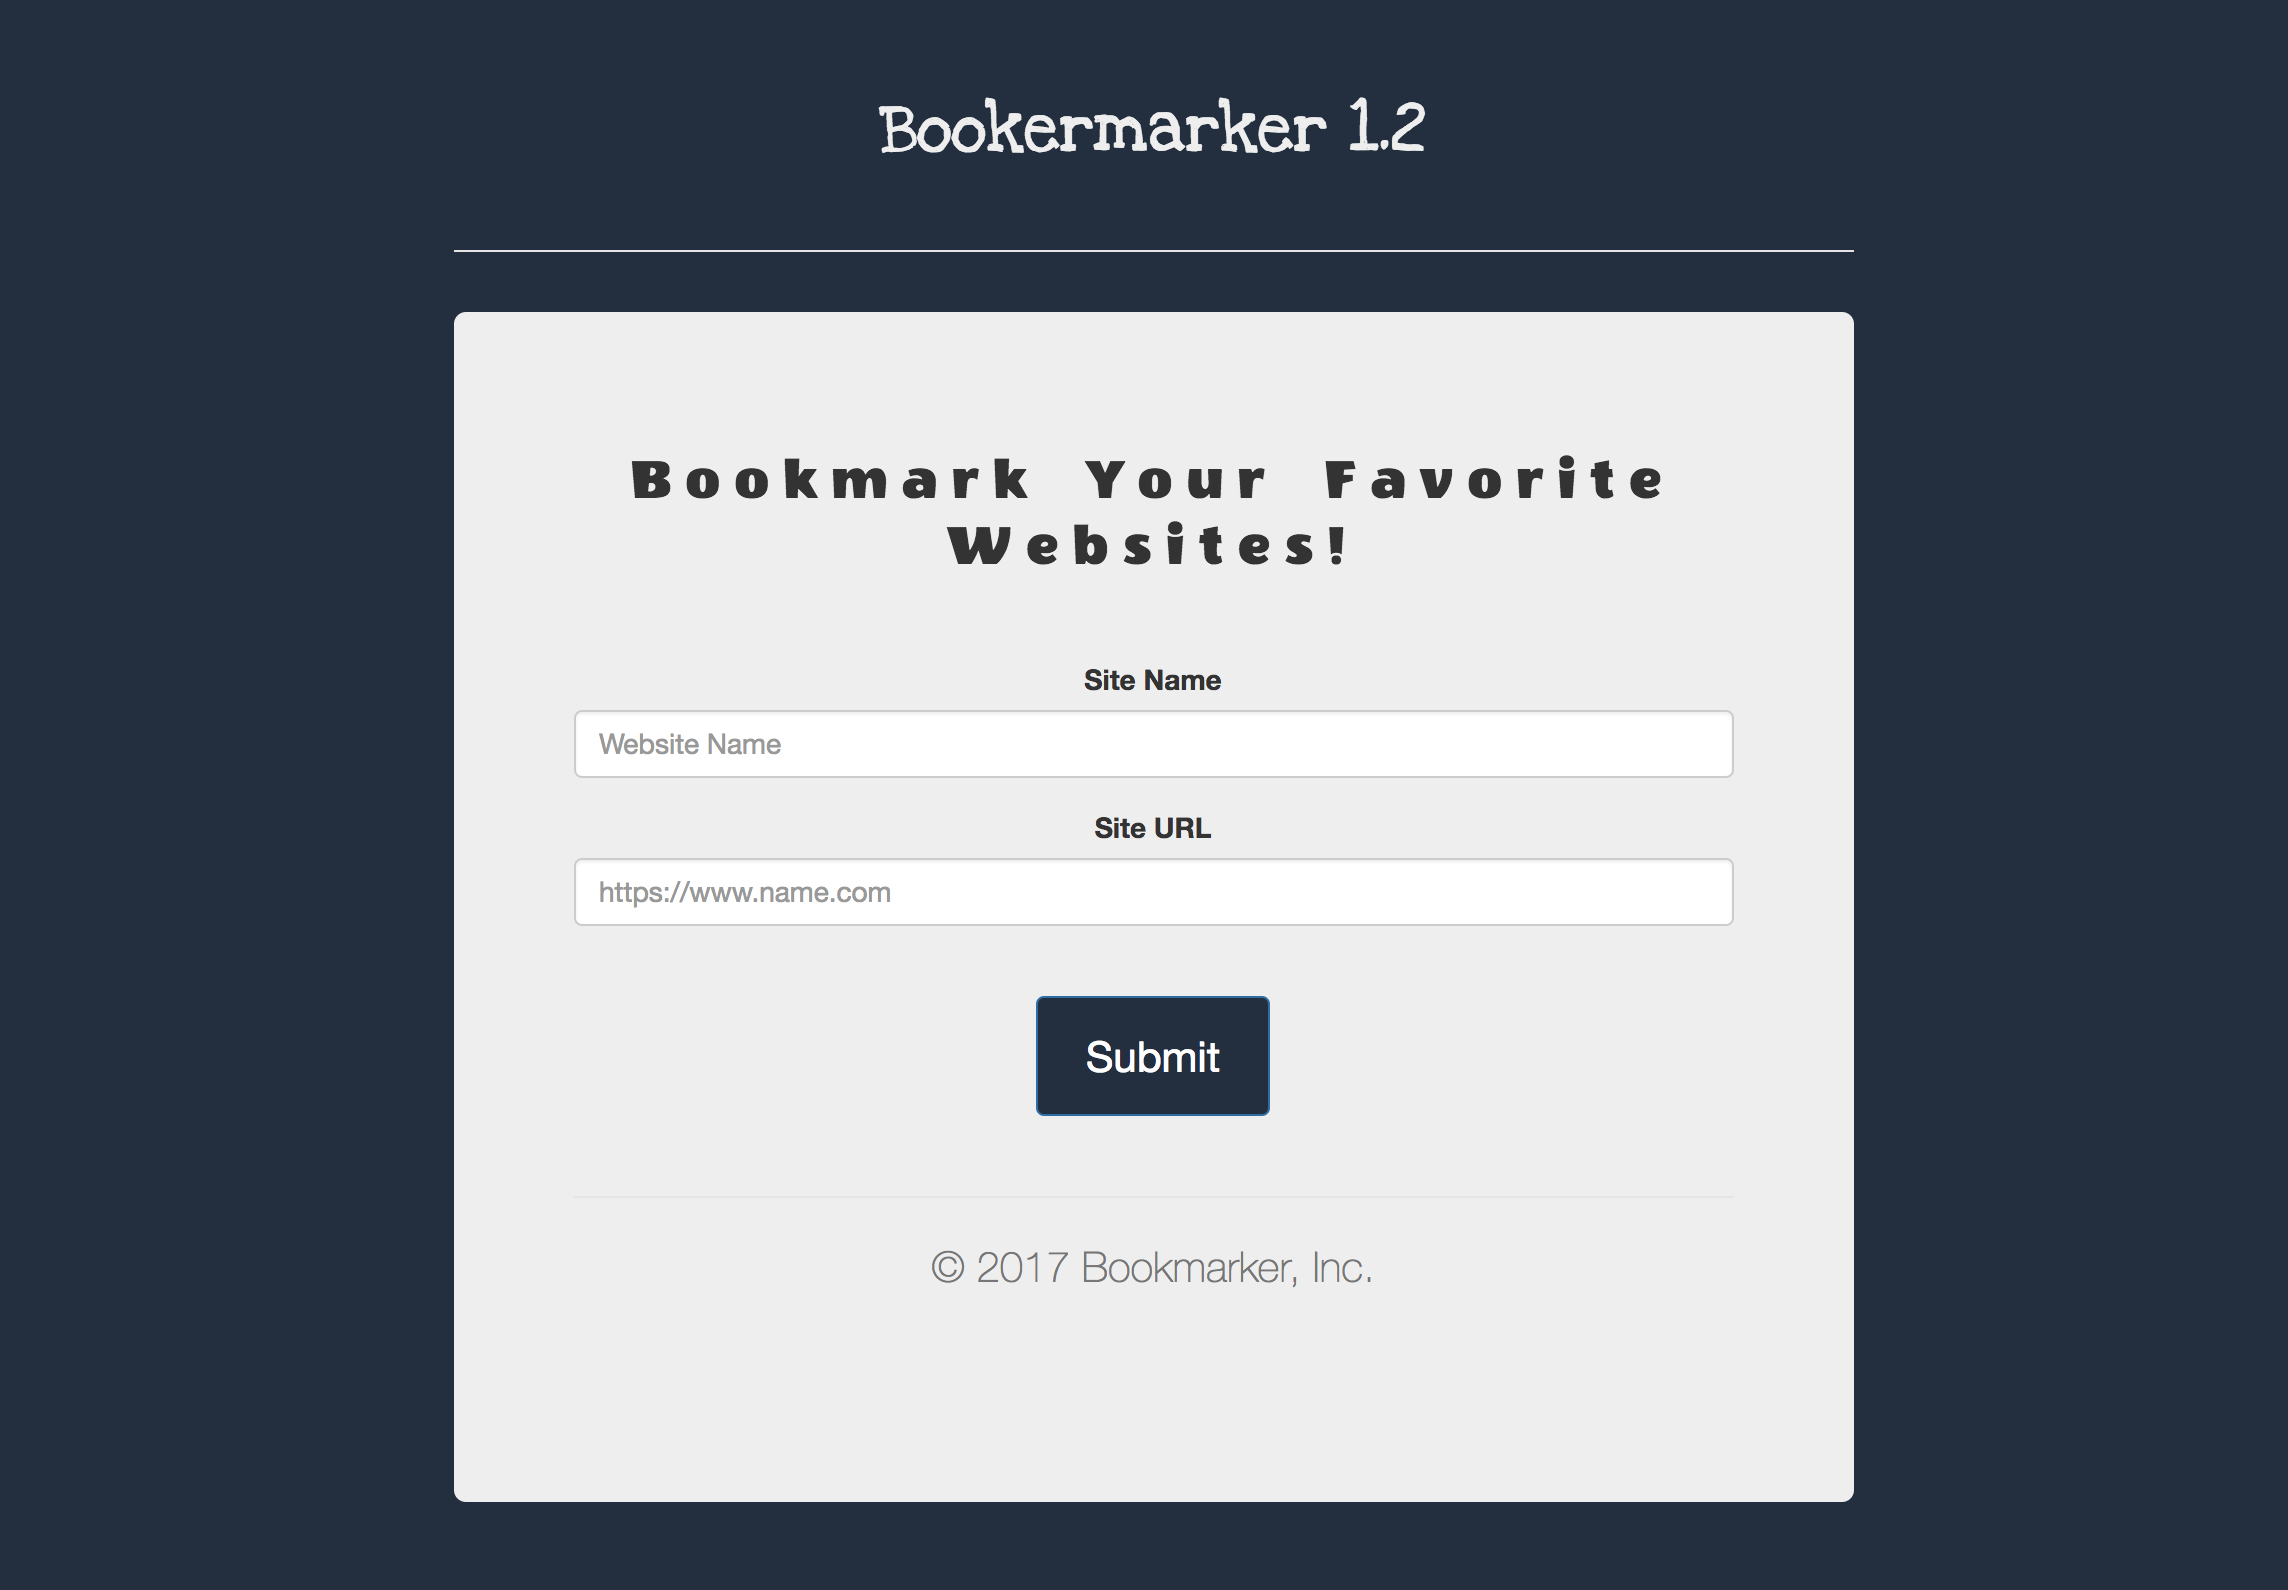 Bookermarker 1.2
Bookmark Your Favorite
Websites!
Site Name
Website Name
Site URL
https://www.name.com
Submit
© 2017 Bookmarker, Inc.